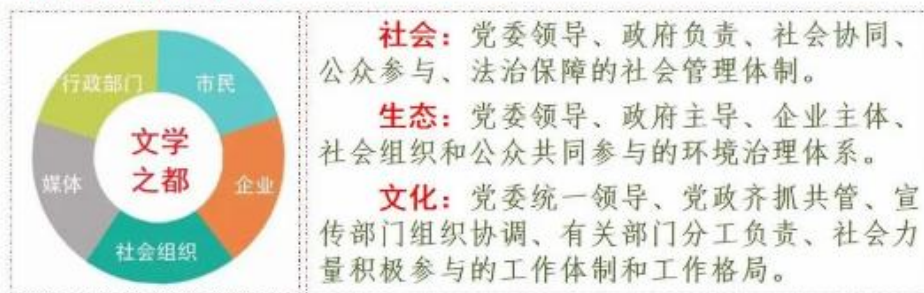 行政部门
市民
文学
之都
媒体
企业
社会组织
社会：党委领导、政府负责、社会协同、
公众参与、法治保障的社会管理体制。
生态：党委领导、政府主导、企业主体、
社会组织和公众共同参与的环境治理体系。
文化：党委统一领导、党政齐抓共管、宣
传部门组织协调、有关部门分工负责、社会力
量积极参与的工作体制和工作格局。